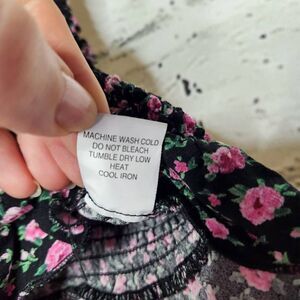 MACHINE WASH COLD
DO NOT BLEACH
TUMBLE DRY LOW
HEAT
COOL IRON